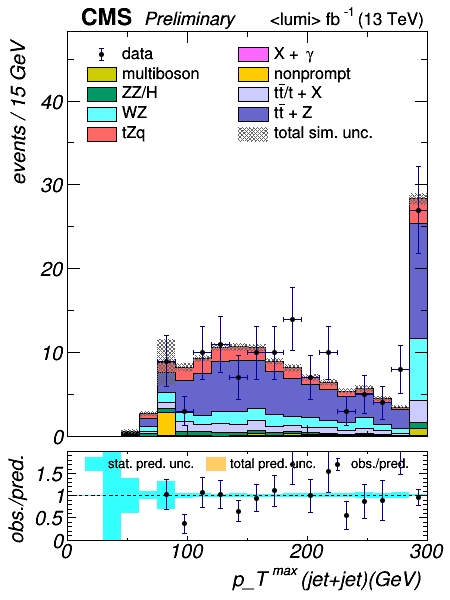 CMS Preliminary <lumi> fb⁻¹ (13 TeV)
events / 15 GeV
data
multiboson
ZZ/H
WZ
tZq
X + γ
nonprompt
tt̄/t + X
tt̄ + Z
total sim. unc.
40
30
20
10
0
obs./pred.
stat. pred. unc. total pred. unc. obs./pred.
1.5
1
0.5
0
0 100 200 300
p_T^max (jet+jet)(GeV)